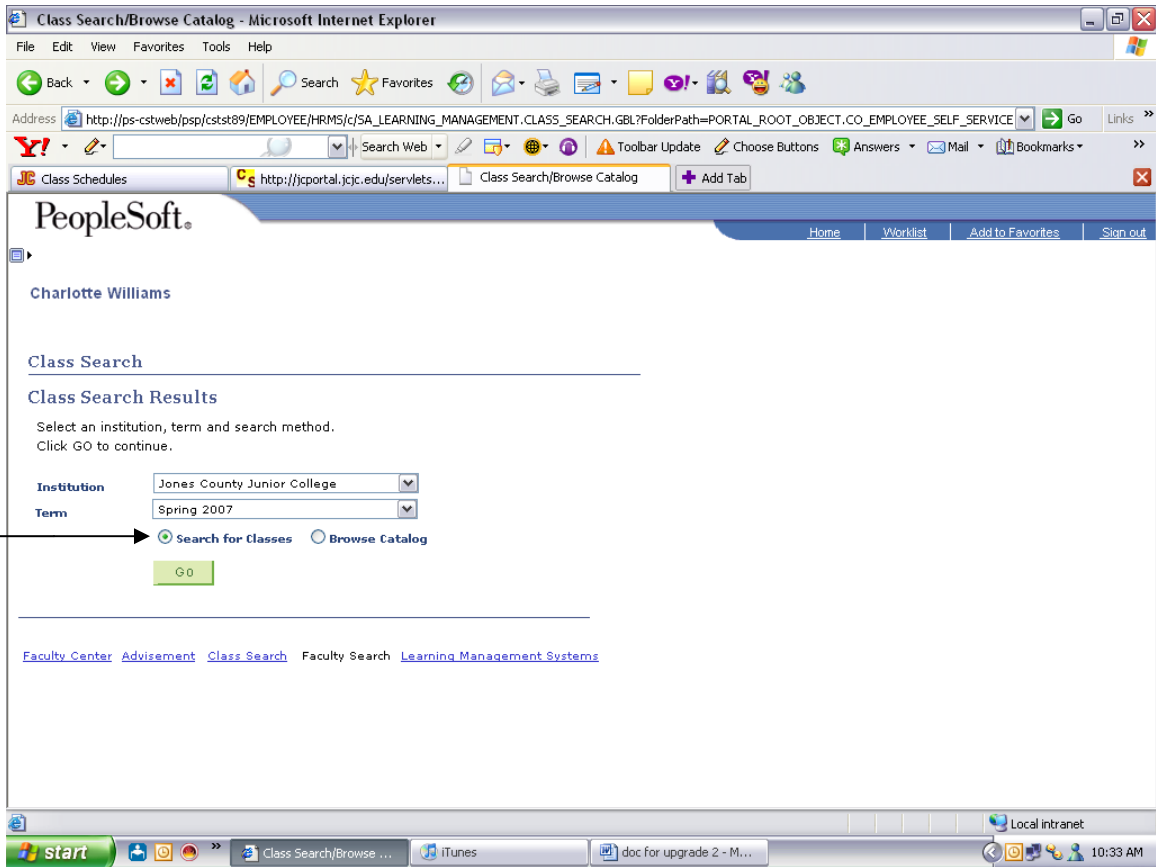 Class Search/Browse Catalog - Microsoft Internet Explorer
File Edit View Favorites Tools Help
Back Search Favorites
Address http://ps-cstweb/psp/cstst89/EMPLOYEE/HRMS/c/SA_LEARNING_MANAGEMENT.CLASS_SEARCH.GBL?FolderPath=PORTAL_ROOT_OBJECT.CO_EMPLOYEE_SELF_SERVICE Go Links »
Y! Search Web Toolbar Update Choose Buttons Answers Mail Bookmarks »
JC Class Schedules Cs http://jcportal.jcjc.edu/servlets... Class Search/Browse Catalog Add Tab
PeopleSoft®
Home Worklist Add to Favorites Sign out
Charlotte Williams
Class Search
Class Search Results
Select an institution, term and search method.
Click GO to continue.
Institution Jones County Junior College
Term Spring 2007
Search for Classes Browse Catalog
GO
Faculty Center Advisement Class Search Faculty Search Learning Management Systems
Local intranet
start » Class Search/Browse ... iTunes doc for upgrade 2 - M... 10:33 AM